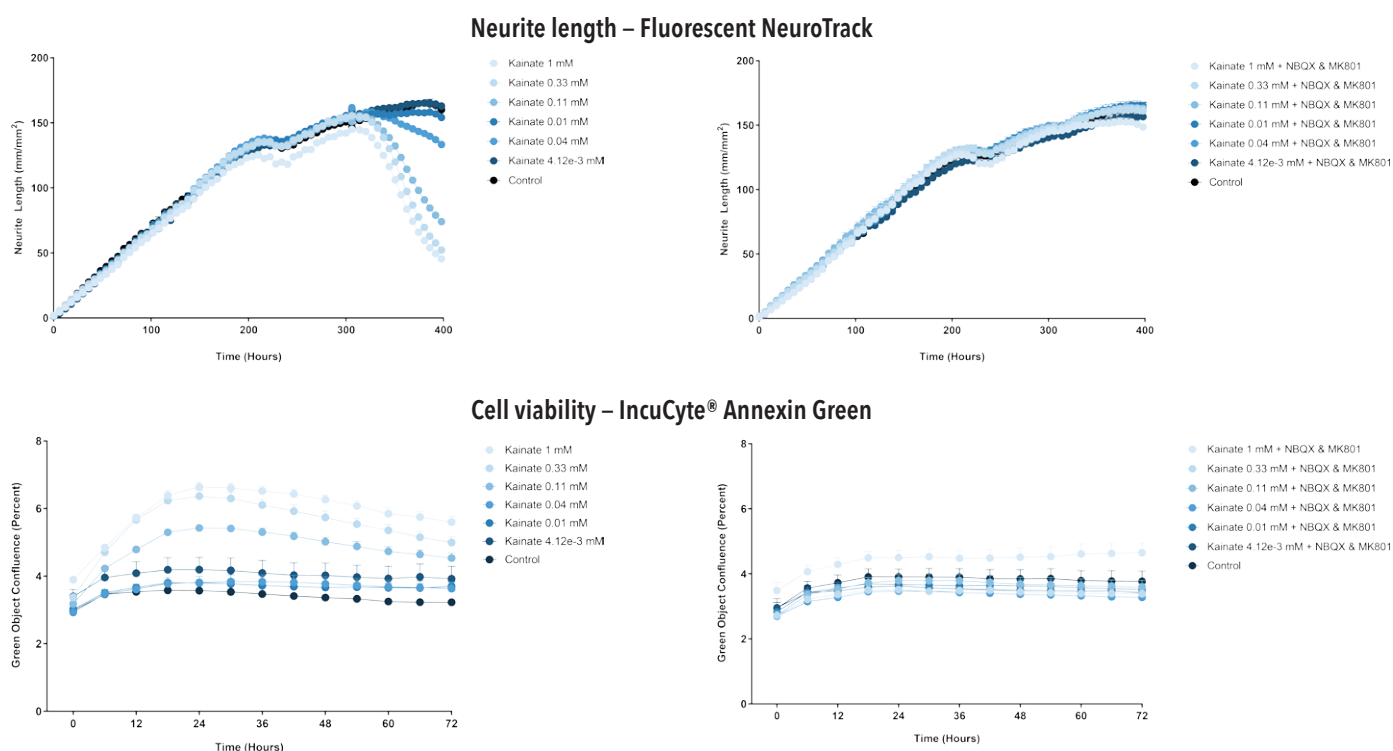 Neurite length – Fluorescent NeuroTrack
200
150
100
50
0
0 100 200 300 400
Neurite Length (mm/mm²)
Time (Hours)
Kainate 1 mM
Kainate 0.33 mM
Kainate 0.11 mM
Kainate 0.01 mM
Kainate 0.04 mM
Kainate 4.12e-3 mM
Control
200
150
100
50
0
0 100 200 300 400
Neurite Length (mm/mm²)
Time (Hours)
Kainate 1 mM + NBQX & MK801
Kainate 0.33 mM + NBQX & MK801
Kainate 0.11 mM + NBQX & MK801
Kainate 0.01 mM + NBQX & MK801
Kainate 0.04 mM + NBQX & MK801
Kainate 4.12e-3 mM + NBQX & MK801
Control
Cell viability – IncuCyte® Annexin Green
8
6
4
2
0
0 12 24 36 48 60 72
Green Object Confluence (Percent)
Time (Hours)
Kainate 1 mM
Kainate 0.33 mM
Kainate 0.11 mM
Kainate 0.04 mM
Kainate 0.01 mM
Kainate 4.12e-3 mM
Control
8
6
4
2
0
0 12 24 36 48 60 72
Green Object Confluence (Percent)
Time (Hours)
Kainate 1 mM + NBQX & MK801
Kainate 0.33 mM + NBQX & MK801
Kainate 0.11 mM + NBQX & MK801
Kainate 0.04 mM + NBQX & MK801
Kainate 0.01 mM + NBQX & MK801
Kainate 4.12e-3 mM + NBQX & MK801
Control